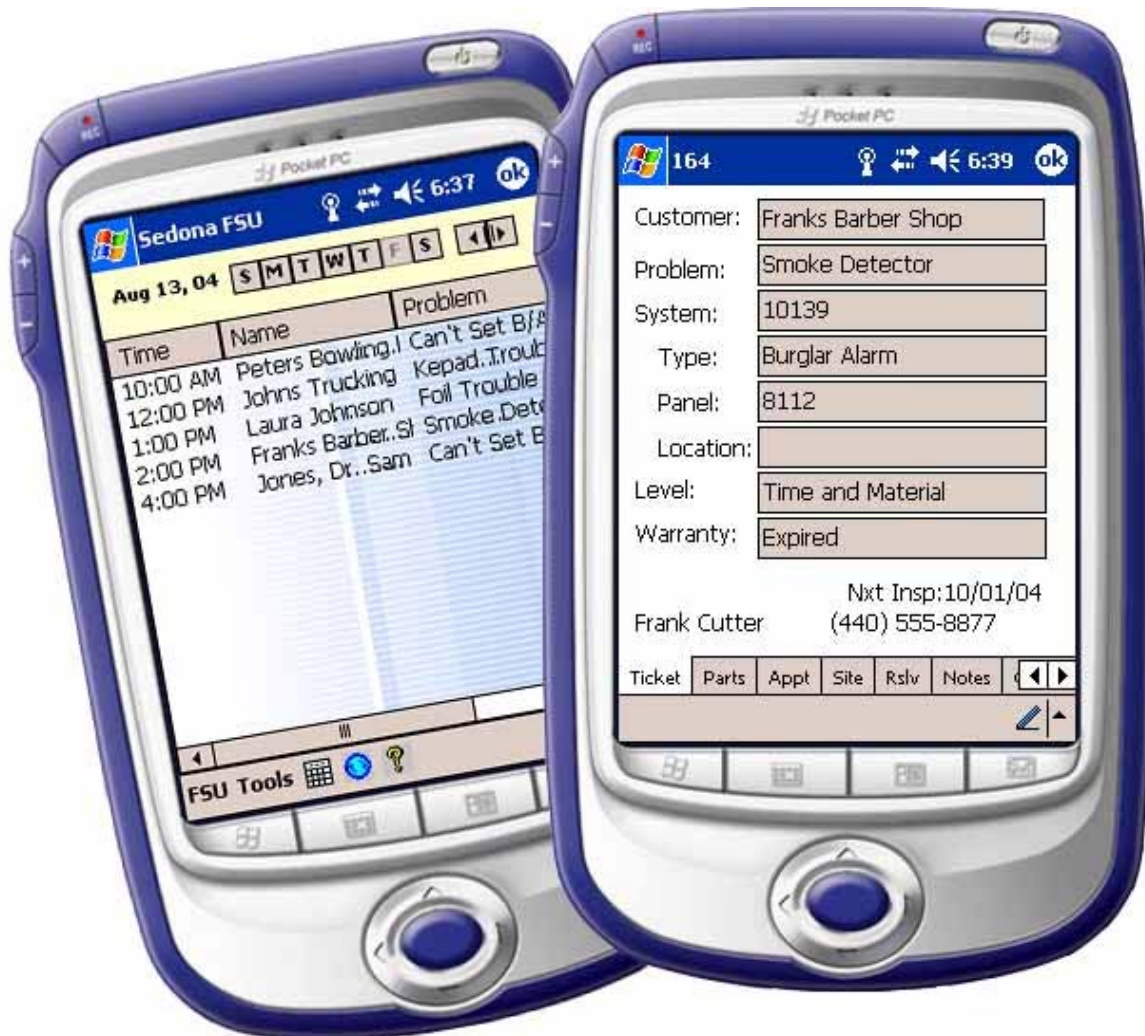 REC
Pocket PC
Sedona FSU 6:37 ok
Aug 13, 04 S M T W T F S
Time Name Problem
10:00 AM Peters Bowling. Can't Set B/A
12:00 PM Johns Trucking Kepad..Troub
1:00 PM Laura Johnson Foil Trouble
2:00 PM Franks Barber..Sh Smoke.Dete
4:00 PM Jones, Dr..Sam Can't Set B
FSU Tools
REC
Pocket PC
164 6:39 ok
Customer: Franks Barber Shop
Problem: Smoke Detector
System: 10139
Type: Burglar Alarm
Panel: 8112
Location:
Level: Time and Material
Warranty: Expired
Nxt Insp:10/01/04
Frank Cutter (440) 555-8877
Ticket Parts Appt Site Rslv Notes